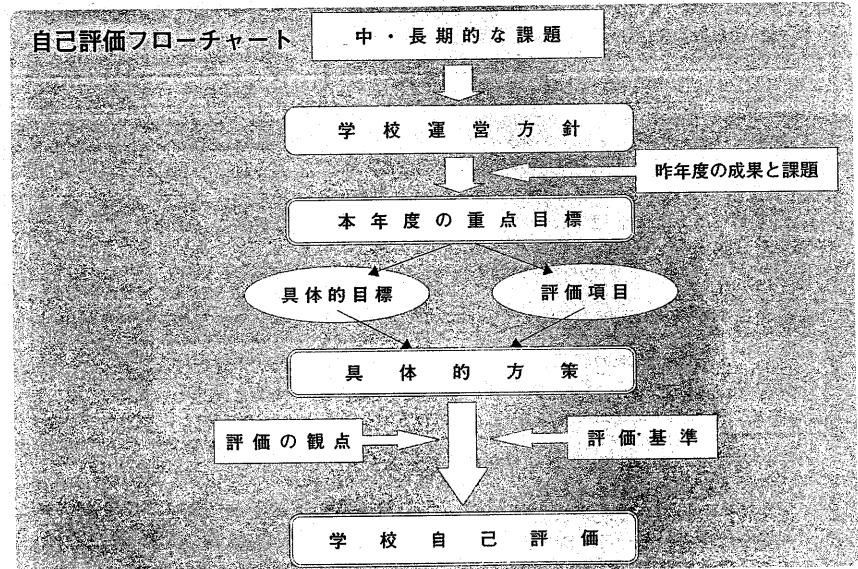 自己評価フローチャート
中・長期的な課題
学校運営方針
昨年度の成果と課題
本年度の重点目標
具体的目標
評価項目
具体的方策
評価の観点
評価基準
学校自己評価